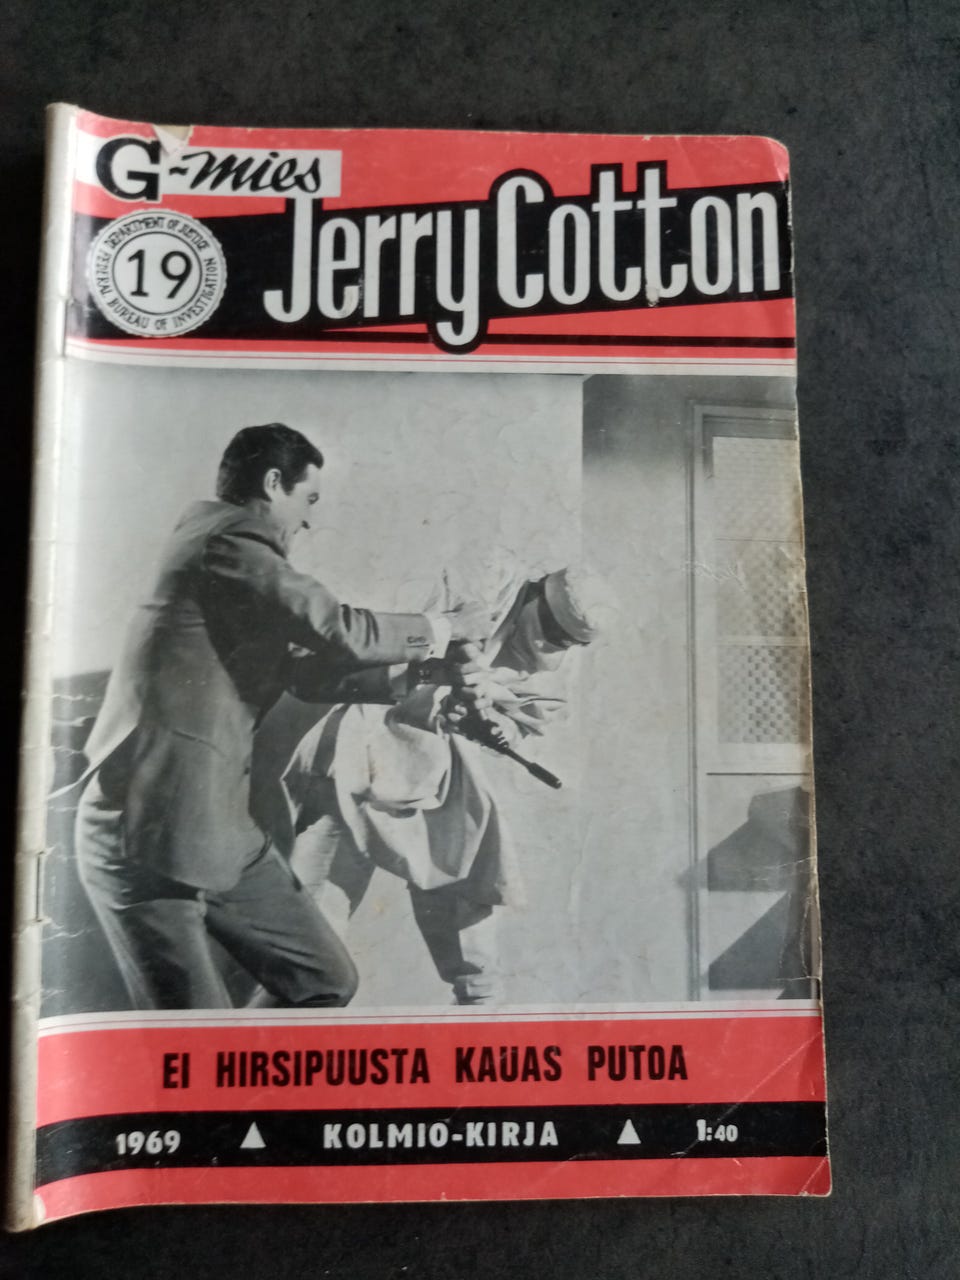 G-mies
Jerry Cotton
DEPARTMENT OF JUSTICE
19
FEDERAL BUREAU OF INVESTIGATION
EI HIRSIPUUSTA KAUAS PUTOA
1969 ▲ KOLMIO-KIRJA ▲ 1:40